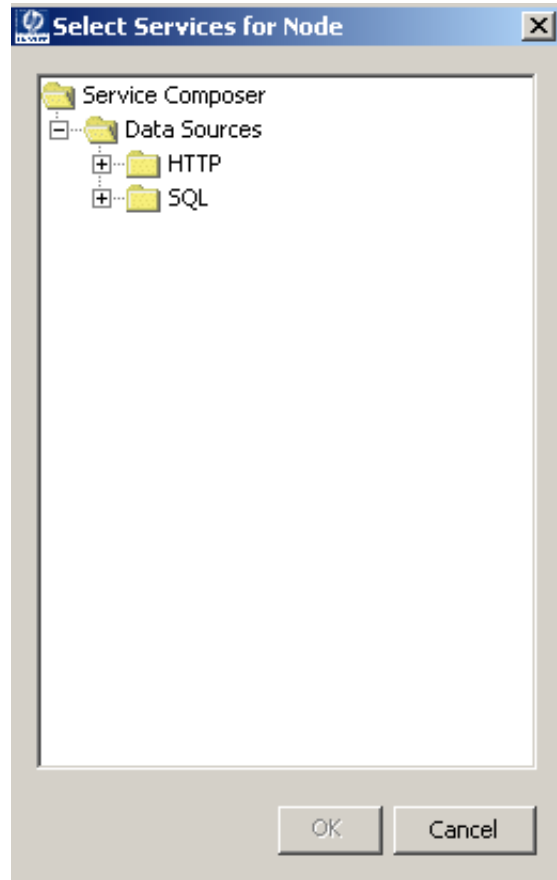 Select Services for Node
Service Composer
Data Sources
HTTP
SQL
OK
Cancel